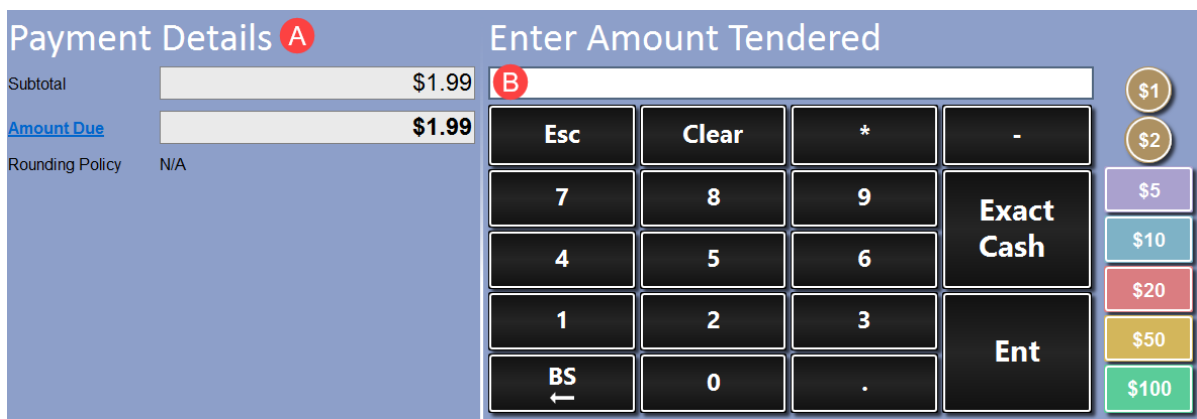 Payment Details A
Subtotal $1.99
Amount Due $1.99
Rounding Policy N/A
Enter Amount Tendered
B
Esc Clear * -
7 8 9 Exact Cash
4 5 6
1 2 3 Ent
BS ← 0 .
$1
$2
$5
$10
$20
$50
$100